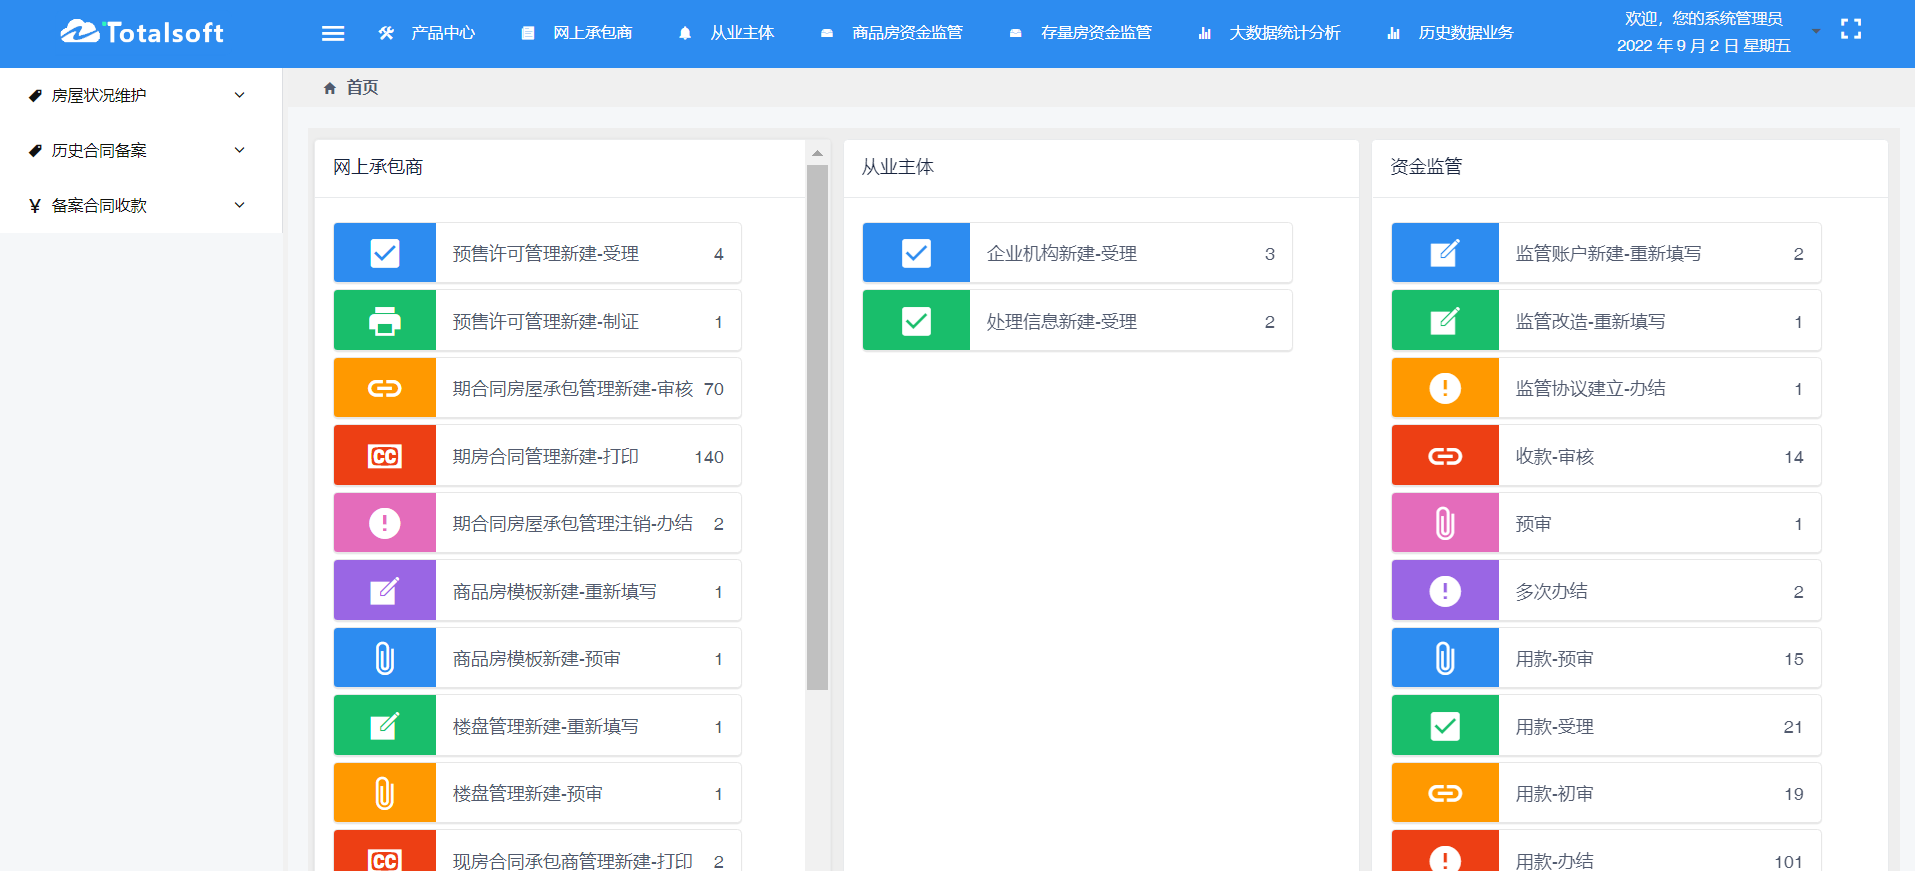 Totalsoft
产品中心
网上承包商
从业主体
商品房资金监管
存量房资金监管
大数据统计分析
历史数据业务
欢迎，您的系统管理员
2022 年 9 月 2 日 星期五
房屋状况维护
历史合同备案
¥ 备案合同收款
首页
网上承包商
预售许可管理新建-受理 4
预售许可管理新建-制证 1
期合同房屋承包管理新建-审核 70
CC 期房合同管理新建-打印 140
期合同房屋承包管理注销-办结 2
商品房模板新建-重新填写 1
商品房模板新建-预审 1
楼盘管理新建-重新填写 1
楼盘管理新建-预审 1
CC 现房合同承包商管理新建-打印 2
从业主体
企业机构新建-受理 3
处理信息新建-受理 2
资金监管
监管账户新建-重新填写 2
监管改造-重新填写 1
监管协议建立-办结 1
收款-审核 14
预审 1
多次办结 2
用款-预审 15
用款-受理 21
用款-初审 19
用款-办结 101